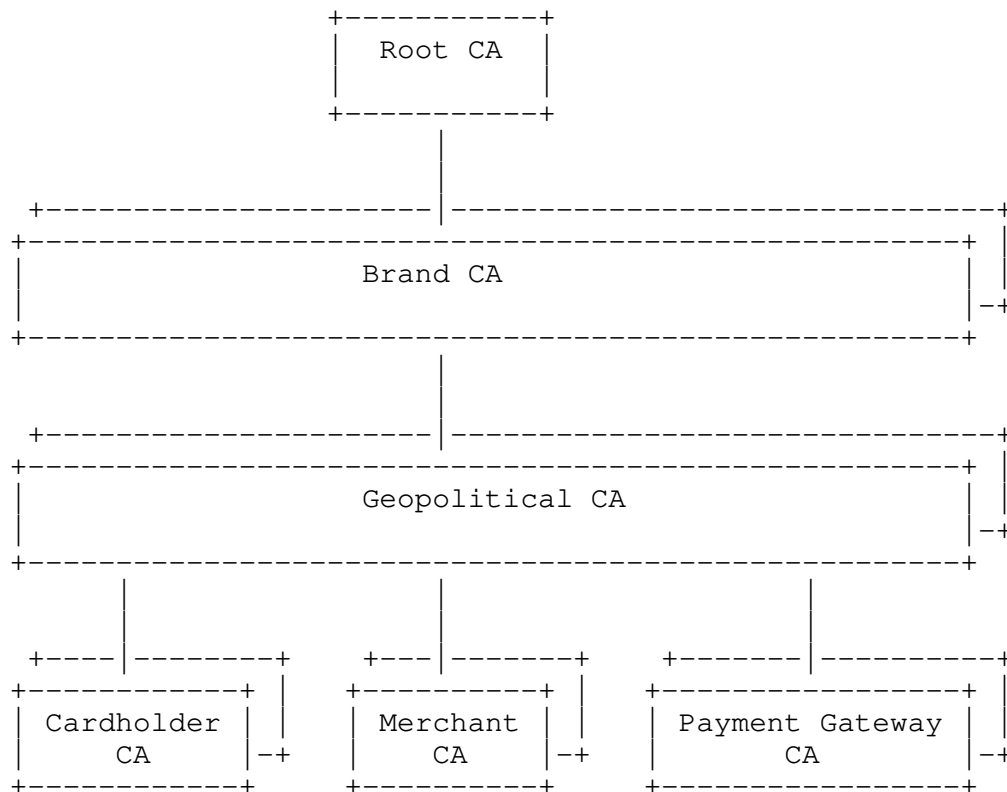 Root CA
Brand CA
Geopolitical CA
Cardholder Merchant Payment Gateway
CA CA CA